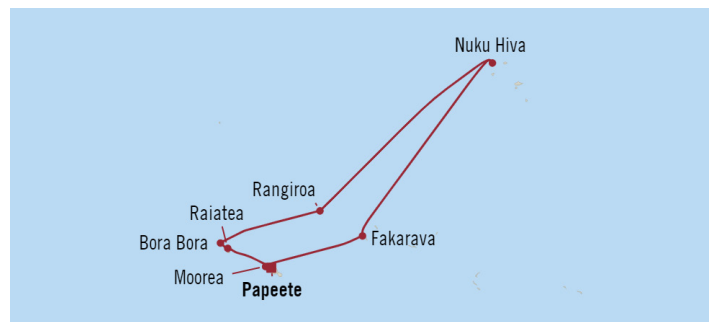 Nuku Hiva
Rangiroa
Raiatea
Bora Bora
Fakarava
Moorea
Papeete